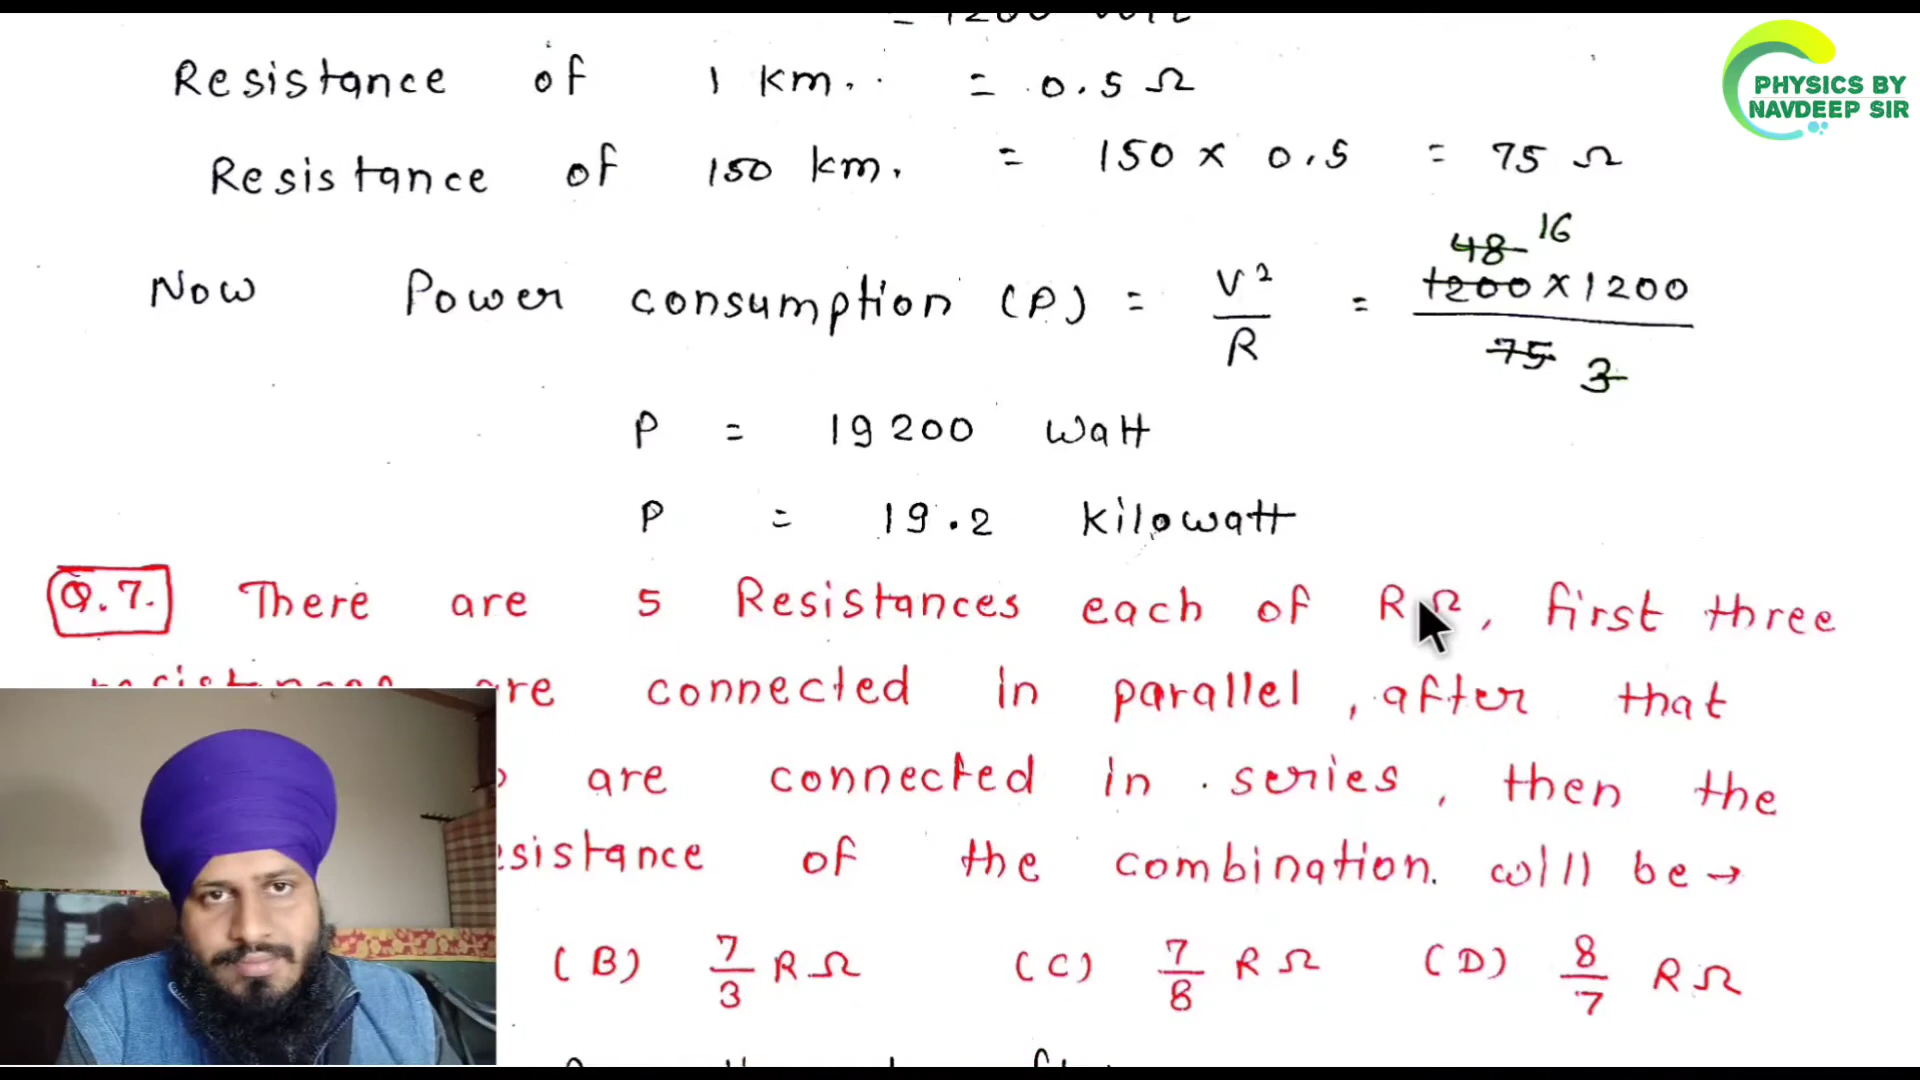 = 1200 volt
PHYSICS BY
NAVDEEP SIR
Resistance of 1 km. = 0.5 Ω
Resistance of 150 km. = 150 x 0.5 = 75 Ω
48 16
Now Power consumption (P) = V²/R = 1200 x 1200 / 75 3
P = 19200 Watt
P = 19.2 Kilowatt
Q.7. There are 5 Resistances each of R Ω, first three
resistances are connected in parallel, after that
are connected in series, then the
esistance of the combination will be →
(B) 7/3 R Ω (C) 7/8 R Ω (D) 8/7 R Ω